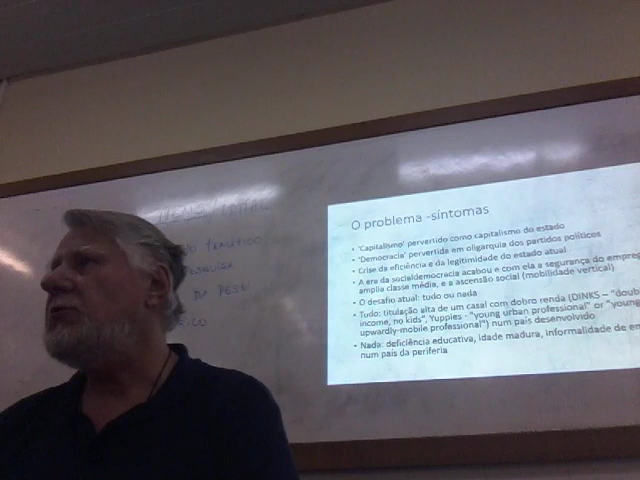 O problema -síntomas
• 'Capitalismo' pervertido como capitalismo do estado
• 'Democracia' pervertida em oligarquia dos partidos políticos
• Crise da eficiência e da legitimidade do estado atual
• A era da socialdemocracia acabou e com ela a segurança do
ampla classe média, e a ascensão social (mobilidade vertical)
• O desafio atual: tudo ou nada
• Tudo: titulação alta de um casal com dobro renda (DINKS – "doub
income, no kids", Yuppies - "young urban professional" or "young
upwardly-mobile professional") num país desenvolvido
• Nada: deficiência educativa, idade madura, informalidade de em
num país da periferia